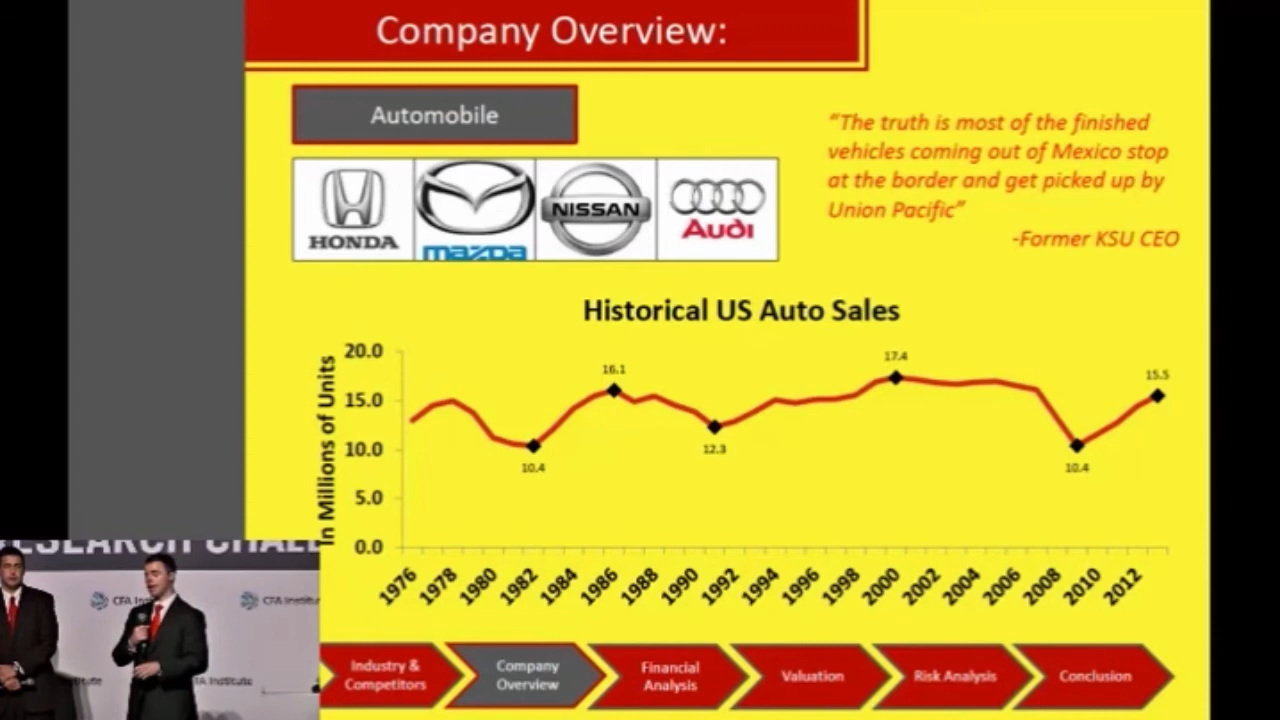 Company Overview:
Automobile
HONDA
mazda
NISSAN
Audi
“The truth is most of the finished
vehicles coming out of Mexico stop
at the border and get picked up by
Union Pacific”
-Former KSU CEO
Historical US Auto Sales
In Millions of Units
20.0
15.0
10.0
5.0
0.0
16.1
10.4
12.3
17.4
10.4
15.5
1976
1978
1980
1982
1984
1986
1988
1990
1992
1994
1996
1998
2000
2002
2004
2006
2008
2010
2012
CFA Institute
CFA Institute
Industry &
Competitors
Company
Overview
Financial
Analysis
Valuation
Risk Analysis
Conclusion